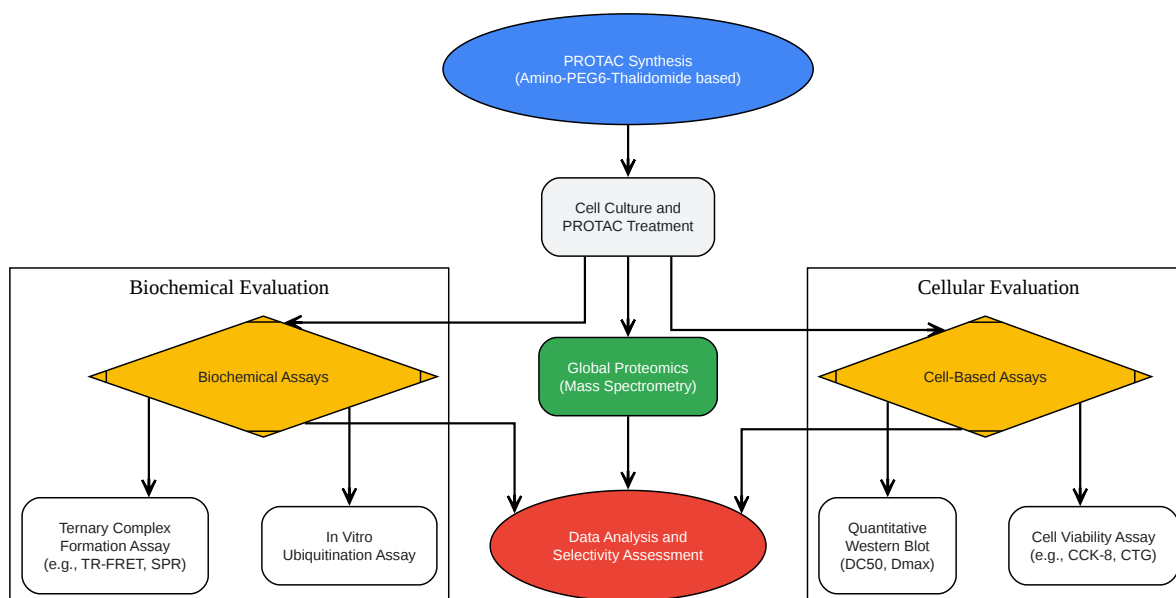 PROTAC Synthesis
(Amino-PEG6-Thalidomide based)
Cell Culture and
PROTAC Treatment
Biochemical Evaluation
Cellular Evaluation
Biochemical Assays
Global Proteomics
(Mass Spectrometry)
Cell-Based Assays
Ternary Complex
Formation Assay
(e.g., TR-FRET, SPR)
In Vitro
Ubiquitination Assay
Data Analysis and
Selectivity Assessment
Quantitative
Western Blot
(DC50, Dmax)
Cell Viability Assay
(e.g., CCK-8, CTG)